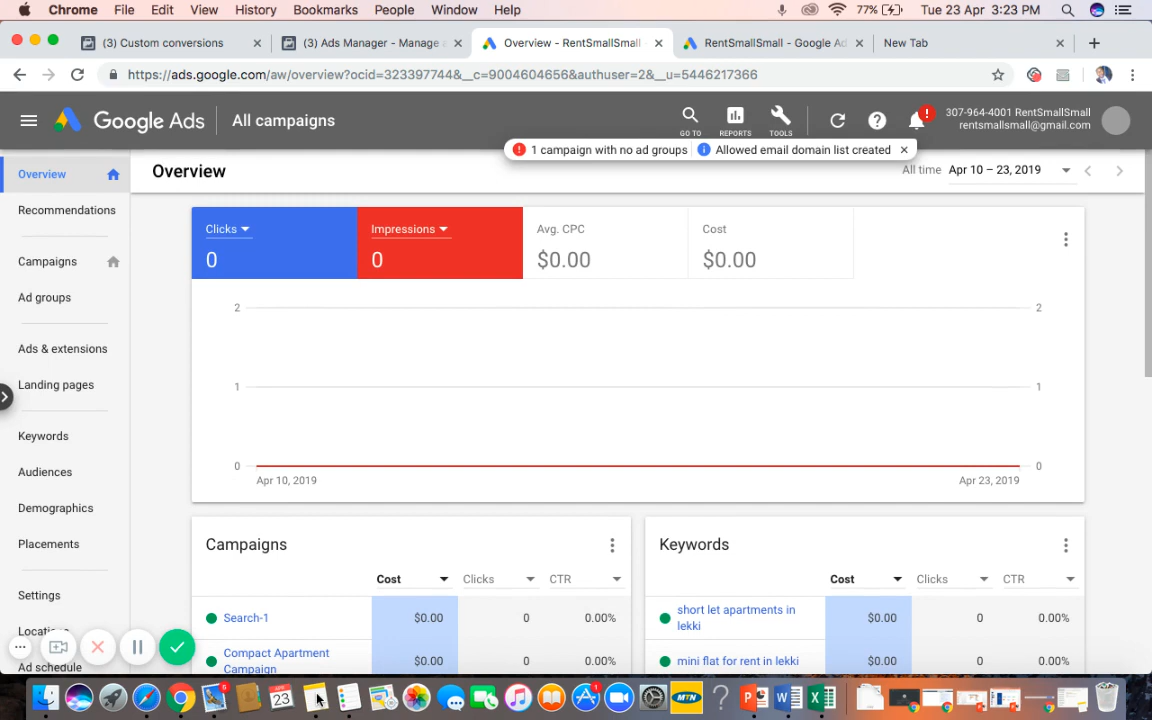 Chrome File Edit View History Bookmarks People Window Help 77% Tue 23 Apr 3:23 PM
(3) Custom conversions × (3) Ads Manager - Manage a × Overview - RentSmallSmall × RentSmallSmall - Google Ad × New Tab ×
https://ads.google.com/aw/overview?ocid=323397744&__c=9004604656&authuser=2&__u=5446217366
Google Ads All campaigns GO TO REPORTS TOOLS 307-964-4001 RentSmallSmall
rentsmallsmall@gmail.com
1 campaign with no ad groups Allowed email domain list created ×
Overview
Recommendations
Campaigns
Ad groups
Ads & extensions
Landing pages
Keywords
Audiences
Demographics
Placements
Settings
Locations
Ad schedule
Overview All time Apr 10 – 23, 2019
Clicks Impressions Avg. CPC Cost
0 0 $0.00 $0.00
2 2
1 1
0 0
Apr 10, 2019 Apr 23, 2019
Campaigns
Cost Clicks CTR
Search-1 $0.00 0 0.00%
Compact Apartment
Campaign $0.00 0 0.00%
Keywords
Cost Clicks CTR
short let apartments in
lekki $0.00 0 0.00%
mini flat for rent in lekki $0.00 0 0.00%
APR
23
MTN